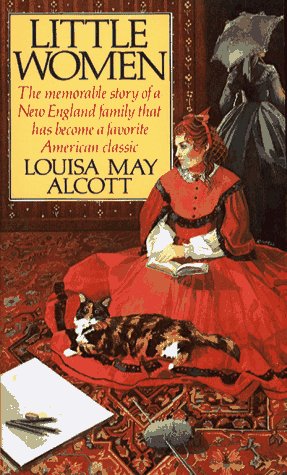 LITTLE
WOMEN
The memorable story of a
New England family that
has become a favorite
American classic
LOUISA MAY
ALCOTT